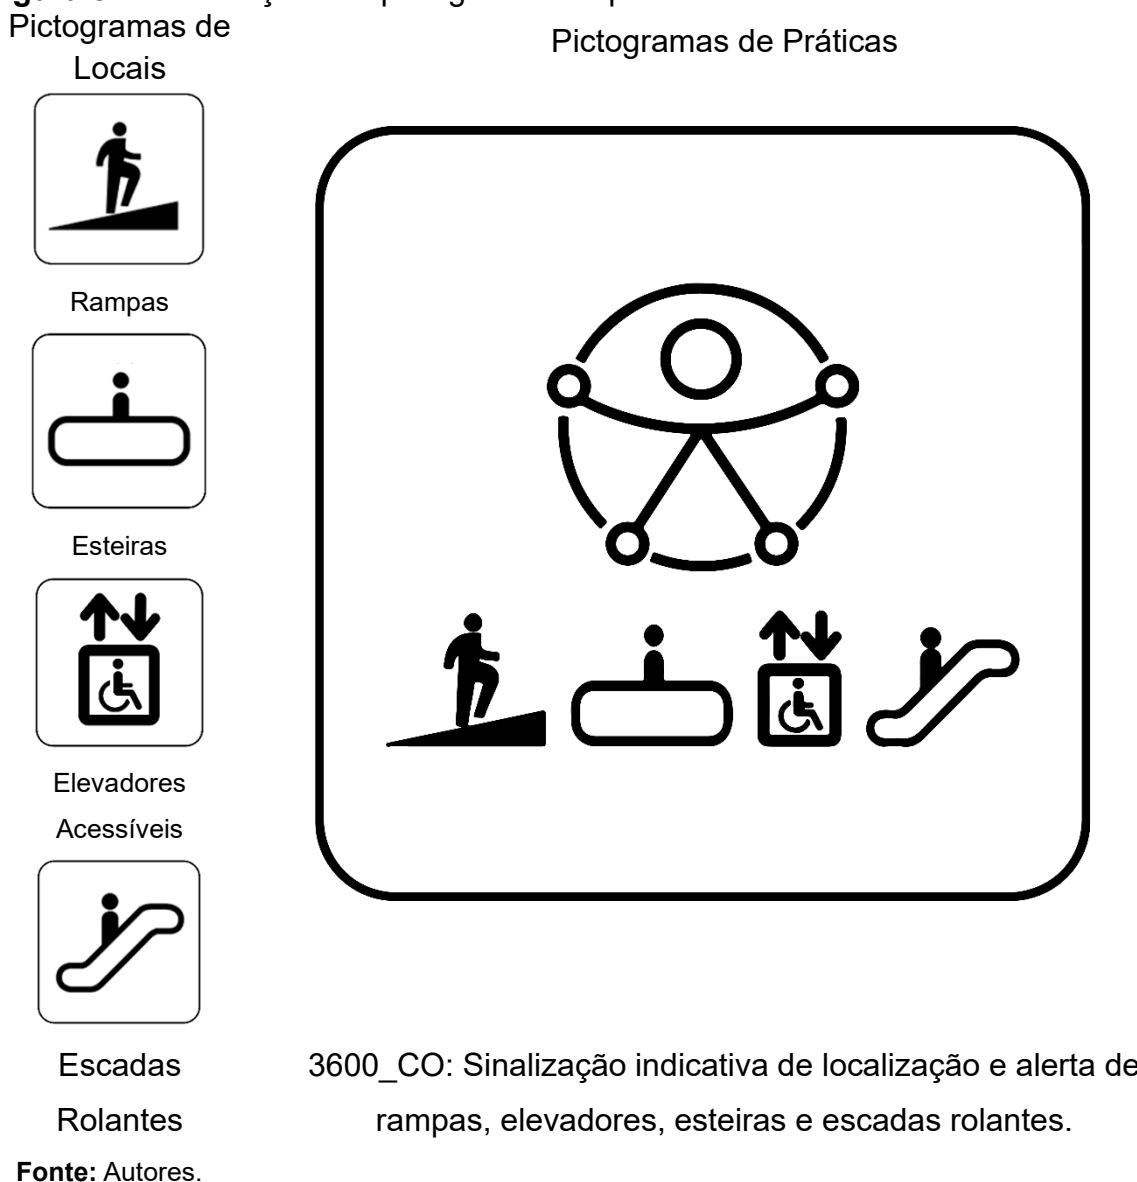 Pictogramas de
Locais
Pictogramas de Práticas
Rampas
Esteiras
Elevadores
Acessíveis
Escadas
Rolantes
3600_CO: Sinalização indicativa de localização e alerta de
rampas, elevadores, esteiras e escadas rolantes.
Fonte: Autores.